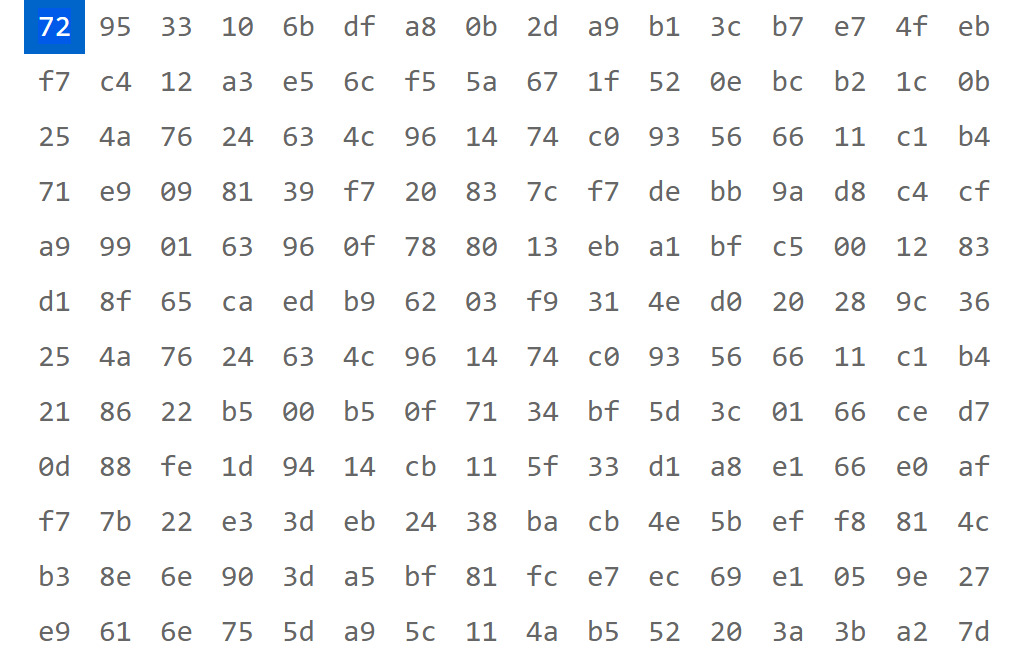 72 95 33 10 6b df a8 0b 2d a9 b1 3c b7 e7 4f eb
f7 c4 12 a3 e5 6c f5 5a 67 1f 52 0e bc b2 1c 0b
25 4a 76 24 63 4c 96 14 74 c0 93 56 66 11 c1 b4
71 e9 09 81 39 f7 20 83 7c f7 de bb 9a d8 c4 cf
a9 99 01 63 96 0f 78 80 13 eb a1 bf c5 00 12 83
d1 8f 65 ca ed b9 62 03 f9 31 4e d0 20 28 9c 36
25 4a 76 24 63 4c 96 14 74 c0 93 56 66 11 c1 b4
21 86 22 b5 00 b5 0f 71 34 bf 5d 3c 01 66 ce d7
0d 88 fe 1d 94 14 cb 11 5f 33 d1 a8 e1 66 e0 af
f7 7b 22 e3 3d eb 24 38 ba cb 4e 5b ef f8 81 4c
b3 8e 6e 90 3d a5 bf 81 fc e7 ec 69 e1 05 9e 27
e9 61 6e 75 5d a9 5c 11 4a b5 52 20 3a 3b a2 7d